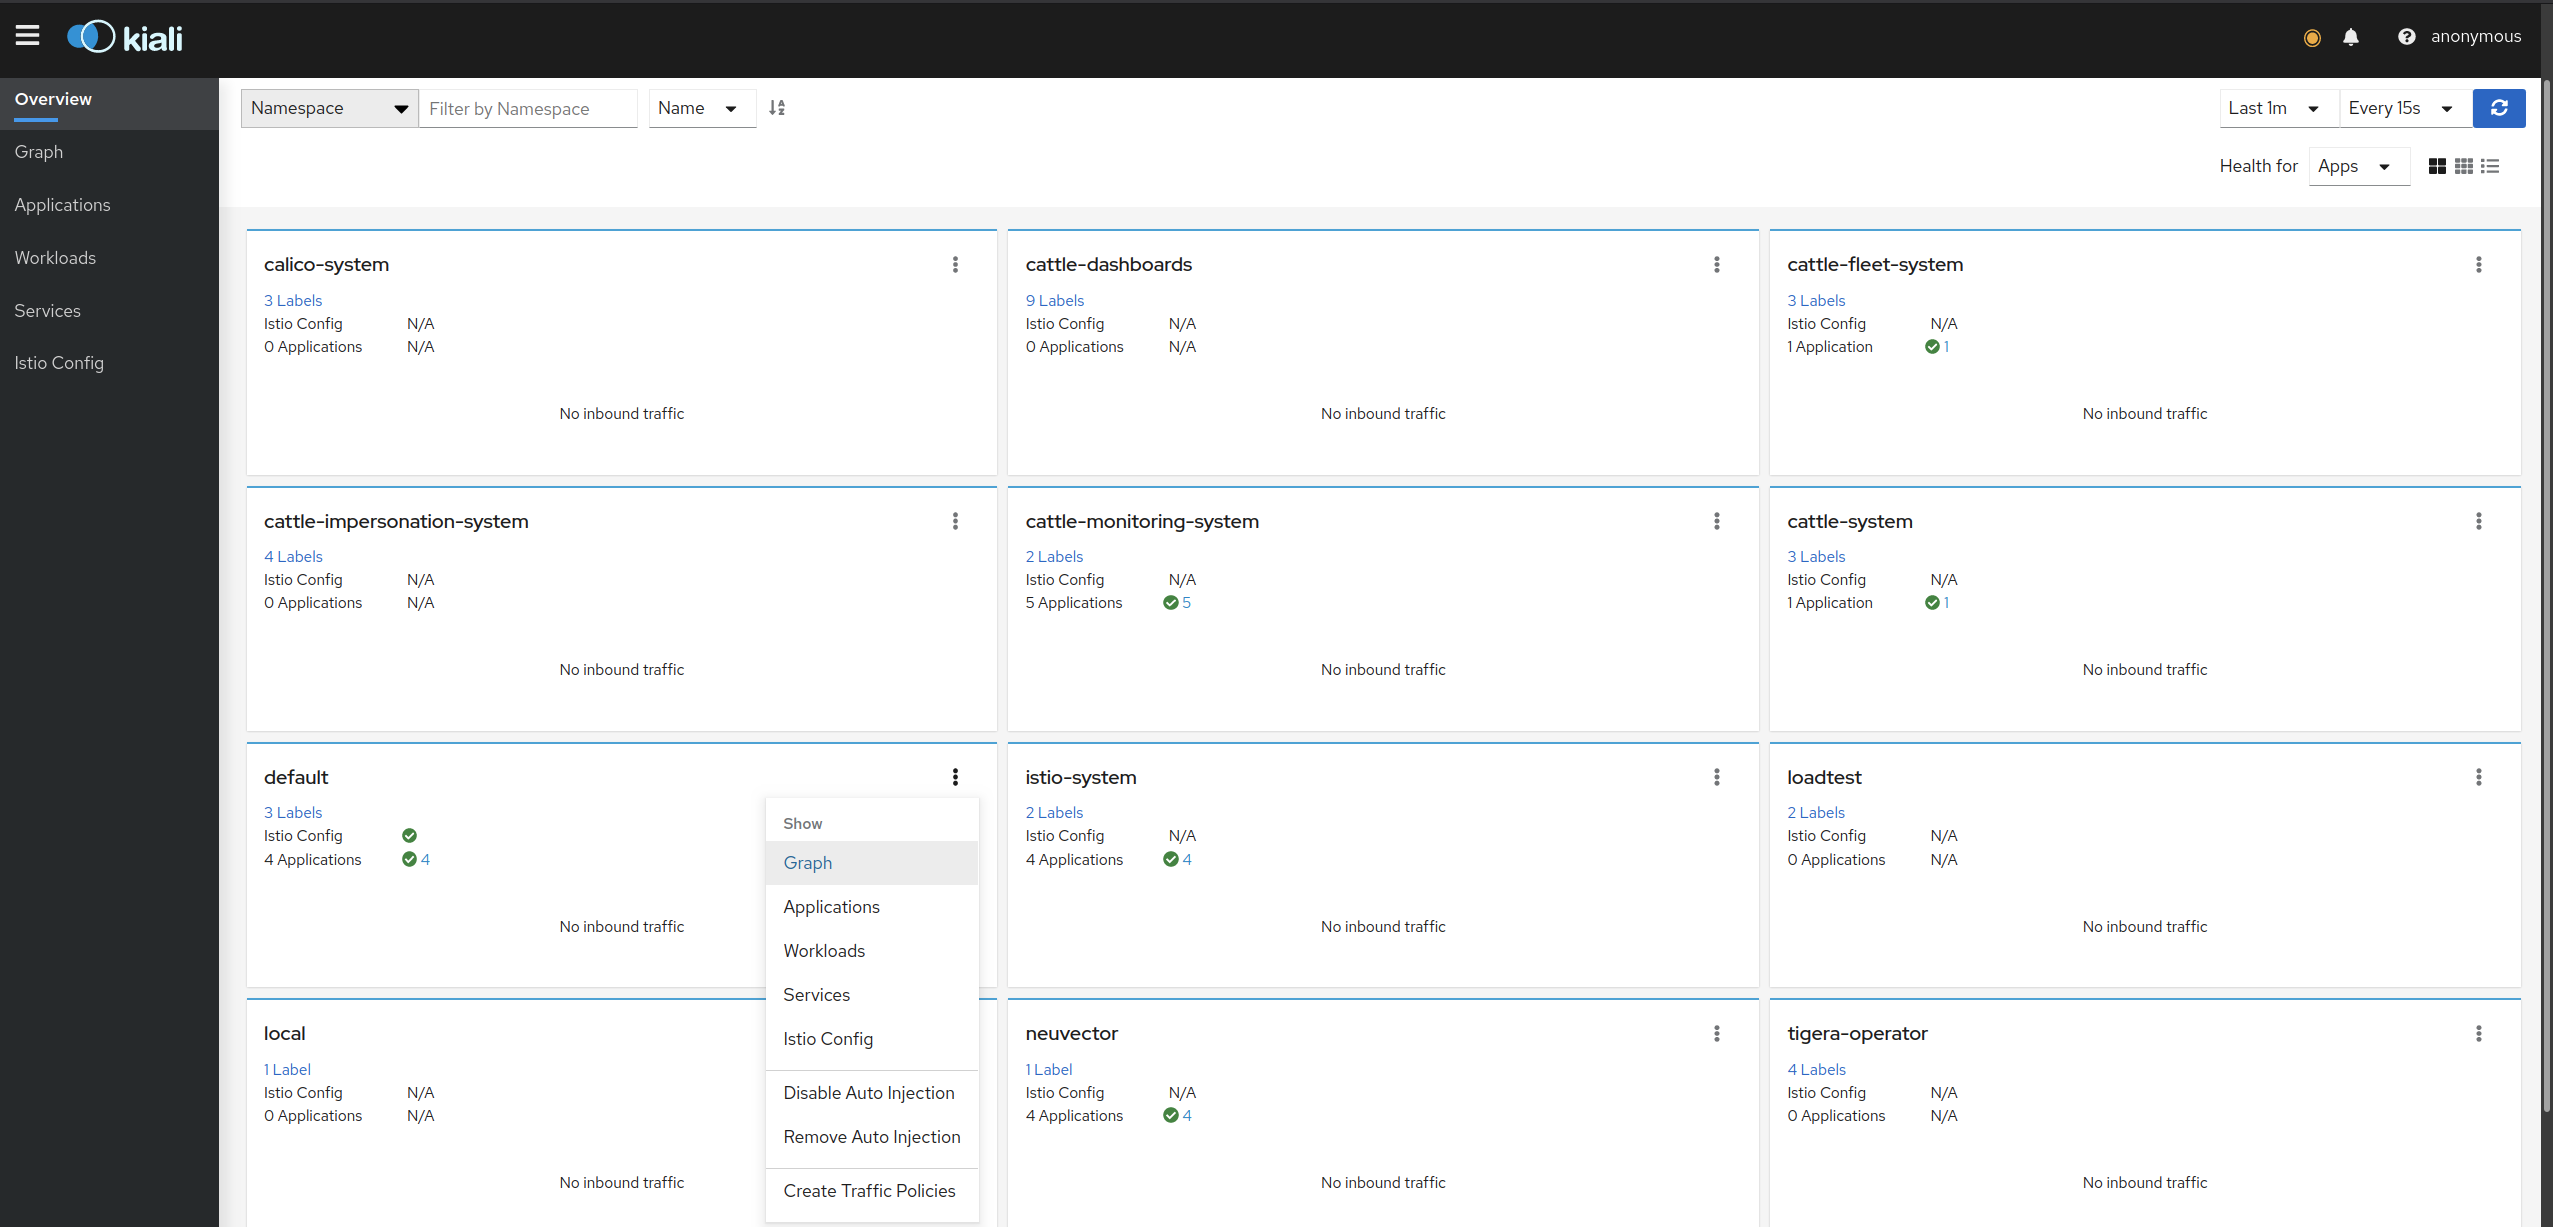 kiali
anonymous
Overview
Graph
Applications
Workloads
Services
Istio Config
Namespace
Filter by Namespace
Name
Last 1m
Every 15s
Health for
Apps
calico-system
3 Labels
Istio Config N/A
0 Applications N/A
No inbound traffic
cattle-dashboards
9 Labels
Istio Config N/A
0 Applications N/A
No inbound traffic
cattle-fleet-system
3 Labels
Istio Config N/A
1 Application 1
No inbound traffic
cattle-impersonation-system
4 Labels
Istio Config N/A
0 Applications N/A
No inbound traffic
cattle-monitoring-system
2 Labels
Istio Config N/A
5 Applications 5
No inbound traffic
cattle-system
3 Labels
Istio Config N/A
1 Application 1
No inbound traffic
default
3 Labels
Istio Config
4 Applications 4
No inbound traffic
Show
Graph
Applications
Workloads
Services
Istio Config
Disable Auto Injection
Remove Auto Injection
Create Traffic Policies
istio-system
2 Labels
Istio Config N/A
4 Applications 4
No inbound traffic
loadtest
2 Labels
Istio Config N/A
0 Applications N/A
No inbound traffic
local
1 Label
Istio Config N/A
0 Applications N/A
No inbound traffic
neuvector
1 Label
Istio Config N/A
4 Applications 4
No inbound traffic
tigera-operator
4 Labels
Istio Config N/A
0 Applications N/A
No inbound traffic